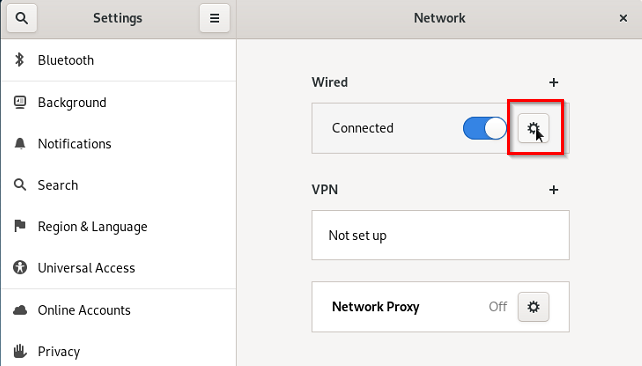 Settings
Network
Bluetooth
Background
Notifications
Search
Region & Language
Universal Access
Online Accounts
Privacy
Wired
Connected
VPN
Not set up
Network Proxy Off